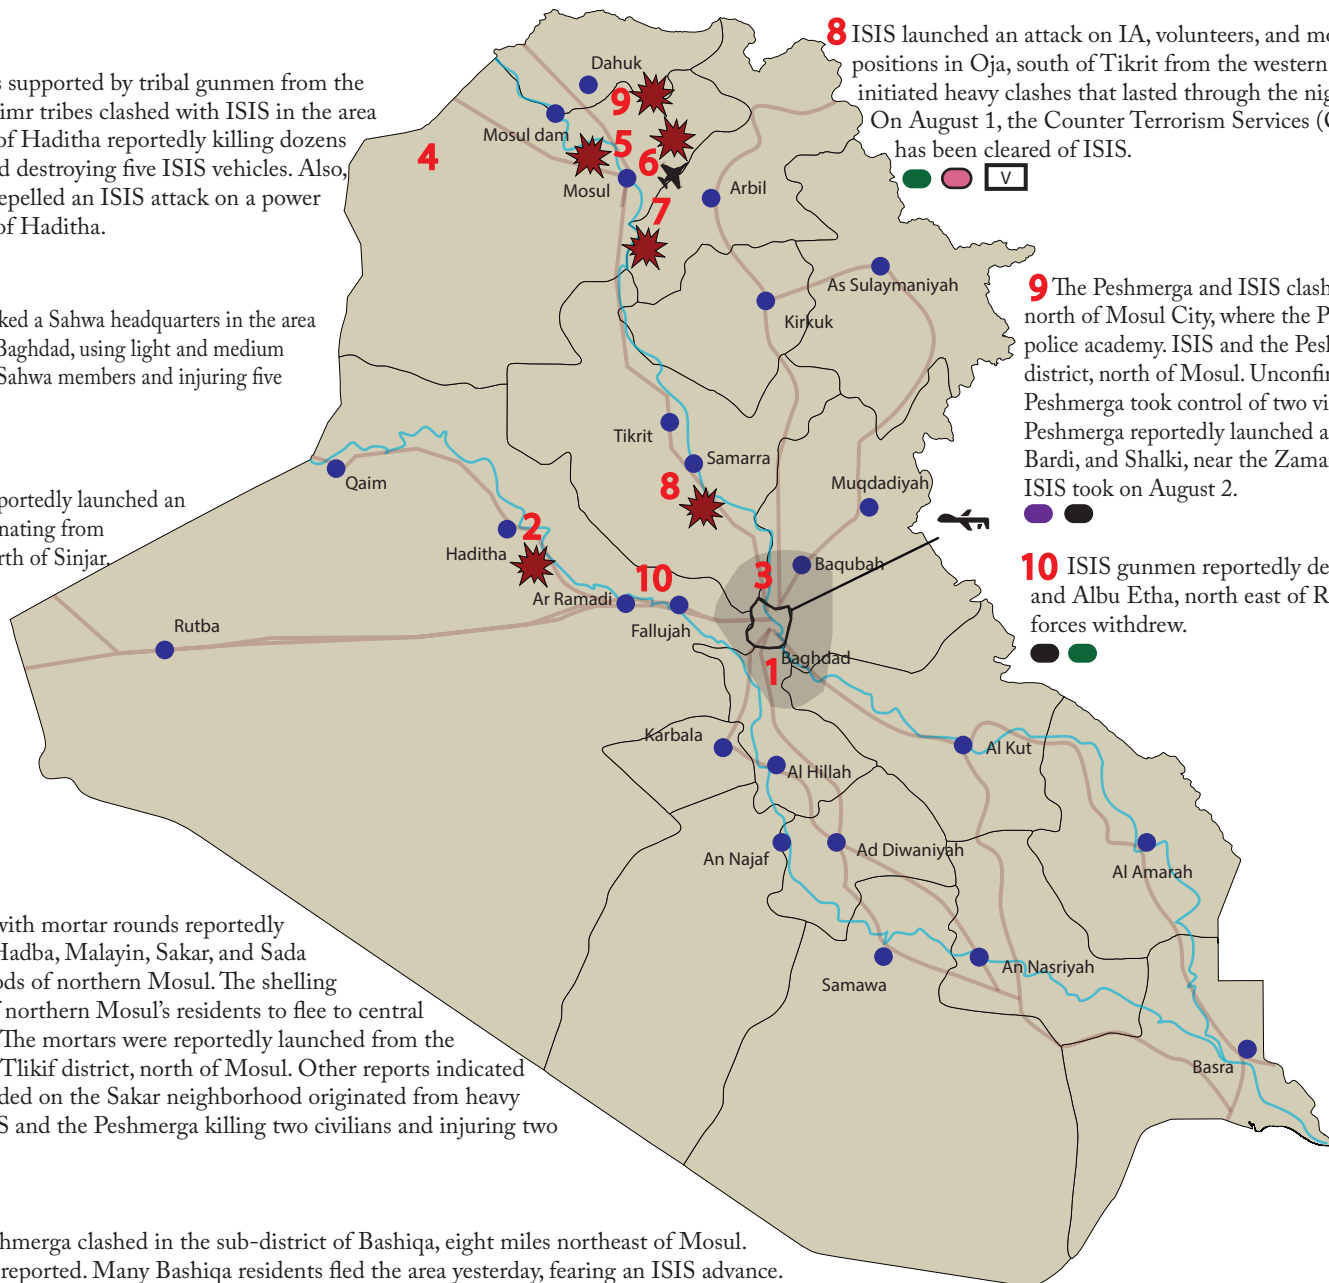 s supported by tribal gunmen from the
imr tribes clashed with ISIS in the area
of Haditha reportedly killing dozens
d destroying five ISIS vehicles. Also,
epelled an ISIS attack on a power
of Haditha.
ked a Sahwa headquarters in the area
Baghdad, using light and medium
Sahwa members and injuring five
portedly launched an
nating from
rth of Sinjar.
with mortar rounds reportedly
Hadba, Malayin, Sakar, and Sada
ods of northern Mosul. The shelling
f northern Mosul's residents to flee to central
The mortars were reportedly launched from the
Tlikif district, north of Mosul. Other reports indicated
ded on the Sakar neighborhood originated from heavy
S and the Peshmerga killing two civilians and injuring two
hmerga clashed in the sub-district of Bashiqa, eight miles northeast of Mosul.
reported. Many Bashiqa residents fled the area yesterday, fearing an ISIS advance.
8 ISIS launched an attack on IA, volunteers, and mo
positions in Oja, south of Tikrit from the western
initiated heavy clashes that lasted through the nig
On August 1, the Counter Terrorism Services (C
has been cleared of ISIS.
V
9 The Peshmerga and ISIS clash
north of Mosul City, where the P
police academy. ISIS and the Pesh
district, north of Mosul. Unconfir
Peshmerga took control of two vi
Peshmerga reportedly launched a
Bardi, and Shalki, near the Zama
ISIS took on August 2.
10 ISIS gunmen reportedly de
and Albu Etha, north east of R
forces withdrew.
Dahuk
9
Mosul dam
5
6
4
Mosul
Arbil
7
As Sulaymaniyah
Kirkuk
Tikrit
Samarra
Qaim
8
Muqdadiyah
2
Haditha
Baqubah
10
3
Ar Ramadi
Fallujah
Rutba
Baghdad
1
Karbala
Al Kut
Al Hillah
An Najaf
Ad Diwaniyah
Al Amarah
An Nasriyah
Samawa
Basra